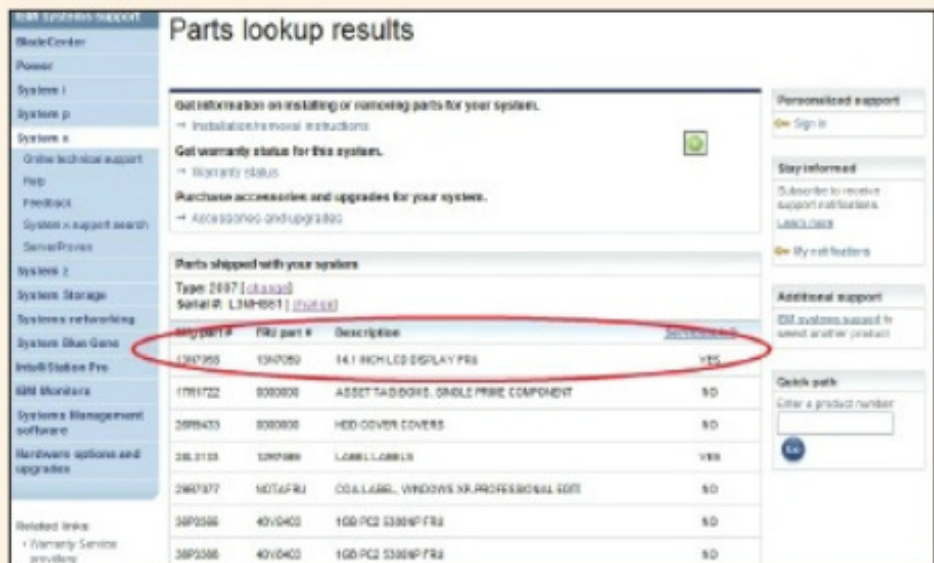 IBM Systems support
BladeCenter
Power
System i
System p
System x
Online technical support
Help
Feedback
System x support search
ServerProven
System z
System Storage
Systems networking
System Blue Gene
IntelliStation Pro
IBM Monitors
Systems Management
software
Hardware options and
upgrades
Related links
Warranty Service
providers
Parts lookup results
Get information on installing or removing parts for your system.
→ Installation/removal instructions
Get warranty status for this system.
→ Warranty status
Purchase accessories and upgrades for your system.
→ Accessories and upgrades
Parts shipped with your system
Type: 2007 [change]
Serial #: [change]
part # FRU part # Description
14.1 INCH LCD DISPLAY FRU YES
0000000 ASSET TAG BIOS, SINGLE PRIME COMPONENT NO
0000000 HDD COVER COVERS NO
LABEL LABELS YES
NOTAFRU COA LABEL, WINDOWS XP PROFESSIONAL EDITI NO
1GB PC2 5300NP FRU NO
1GB PC2 5300NP FRU NO
Personalized support
Sign in
Stay informed
Subscribe to receive
support notifications.
Learn more
My notifications
Additional support
IBM systems support to
select another product
Quick path
Enter a product number
Go